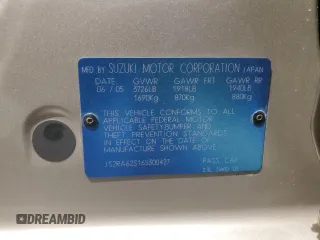 MFD BY SUZUKI MOTOR CORPORATION JAPAN
DATE GVWR GAWR FRT GAWR RR
06 / 05 3726LB 1918LB 1940LB
1690Kg 870Kg 880Kg
THIS VEHICLE CONFORMS TO ALL
APPLICABLE FEDERAL MOTOR
VEHICLE SAFETY,BUMPER,AND
THEFT PREVENTION
STANDARDS
IN EFFECT ON THE DATE OF
MANUFACTURE SHOWN ABOVE.
PASS CAR
©DREAMBID